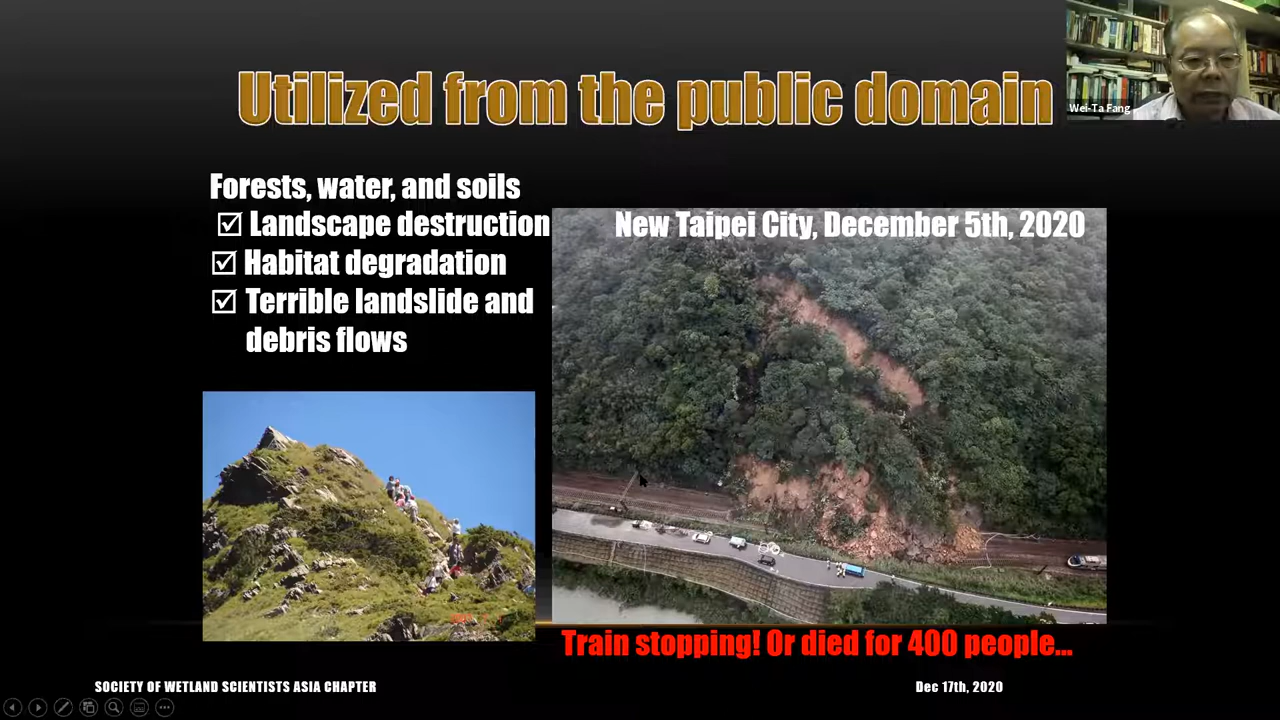 Utilized from the public domain
Wei-Ta Fang
Forests, water, and soils
Landscape destruction
Habitat degradation
Terrible landslide and
debris flows
New Taipei City, December 5th, 2020
Train stopping! Or died for 400 people...
SOCIETY OF WETLAND SCIENTISTS ASIA CHAPTER
Dec 17th, 2020